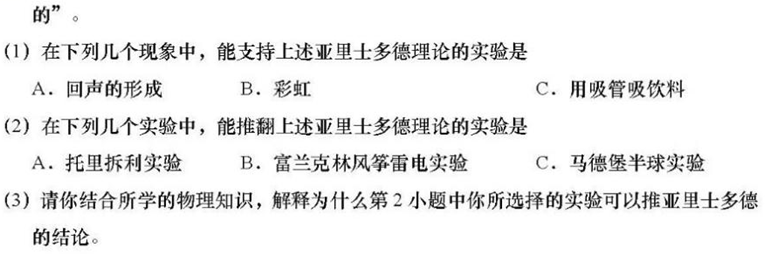 的”。
(1) 在下列几个现象中，能支持上述亚里士多德理论的实验是
A．回声的形成 B．彩虹 C．用吸管吸饮料
(2) 在下列几个实验中，能推翻上述亚里士多德理论的实验是
A．托里拆利实验 B．富兰克林风筝雷电实验 C．马德堡半球实验
(3) 请你结合所学的物理知识，解释为什么第 2 小题中你所选择的实验可以推亚里士多德
的结论。